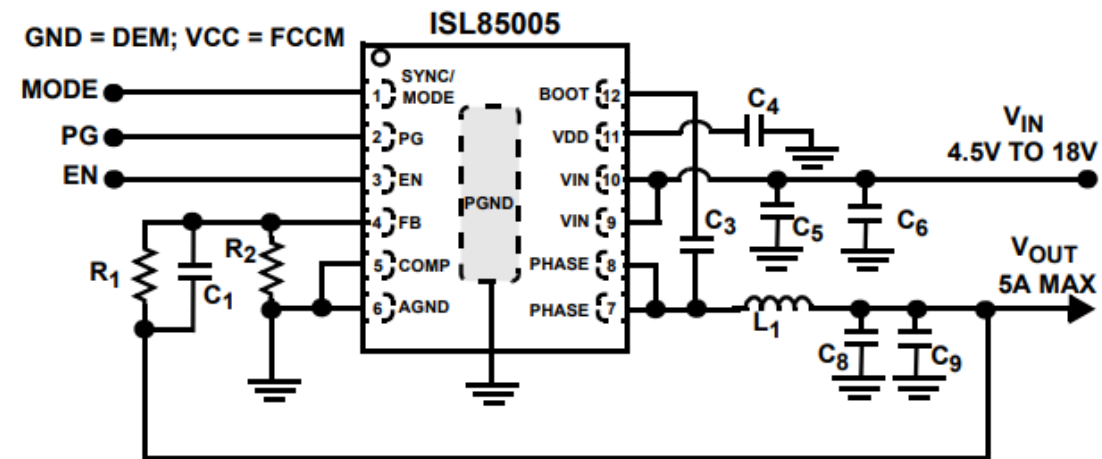 ISL85005
GND = DEM; VCC = FCCM
MODE
PG
EN
1 SYNC/
MODE
2 PG
3 EN
4 FB
5 COMP
6 AGND
PGND
BOOT 12
VDD 11
VIN 10
VIN 9
PHASE 8
PHASE 7
R1
C1
R2
C3
C4
C5
C6
VIN
4.5V TO 18V
VOUT
5A MAX
L1
C8
C9